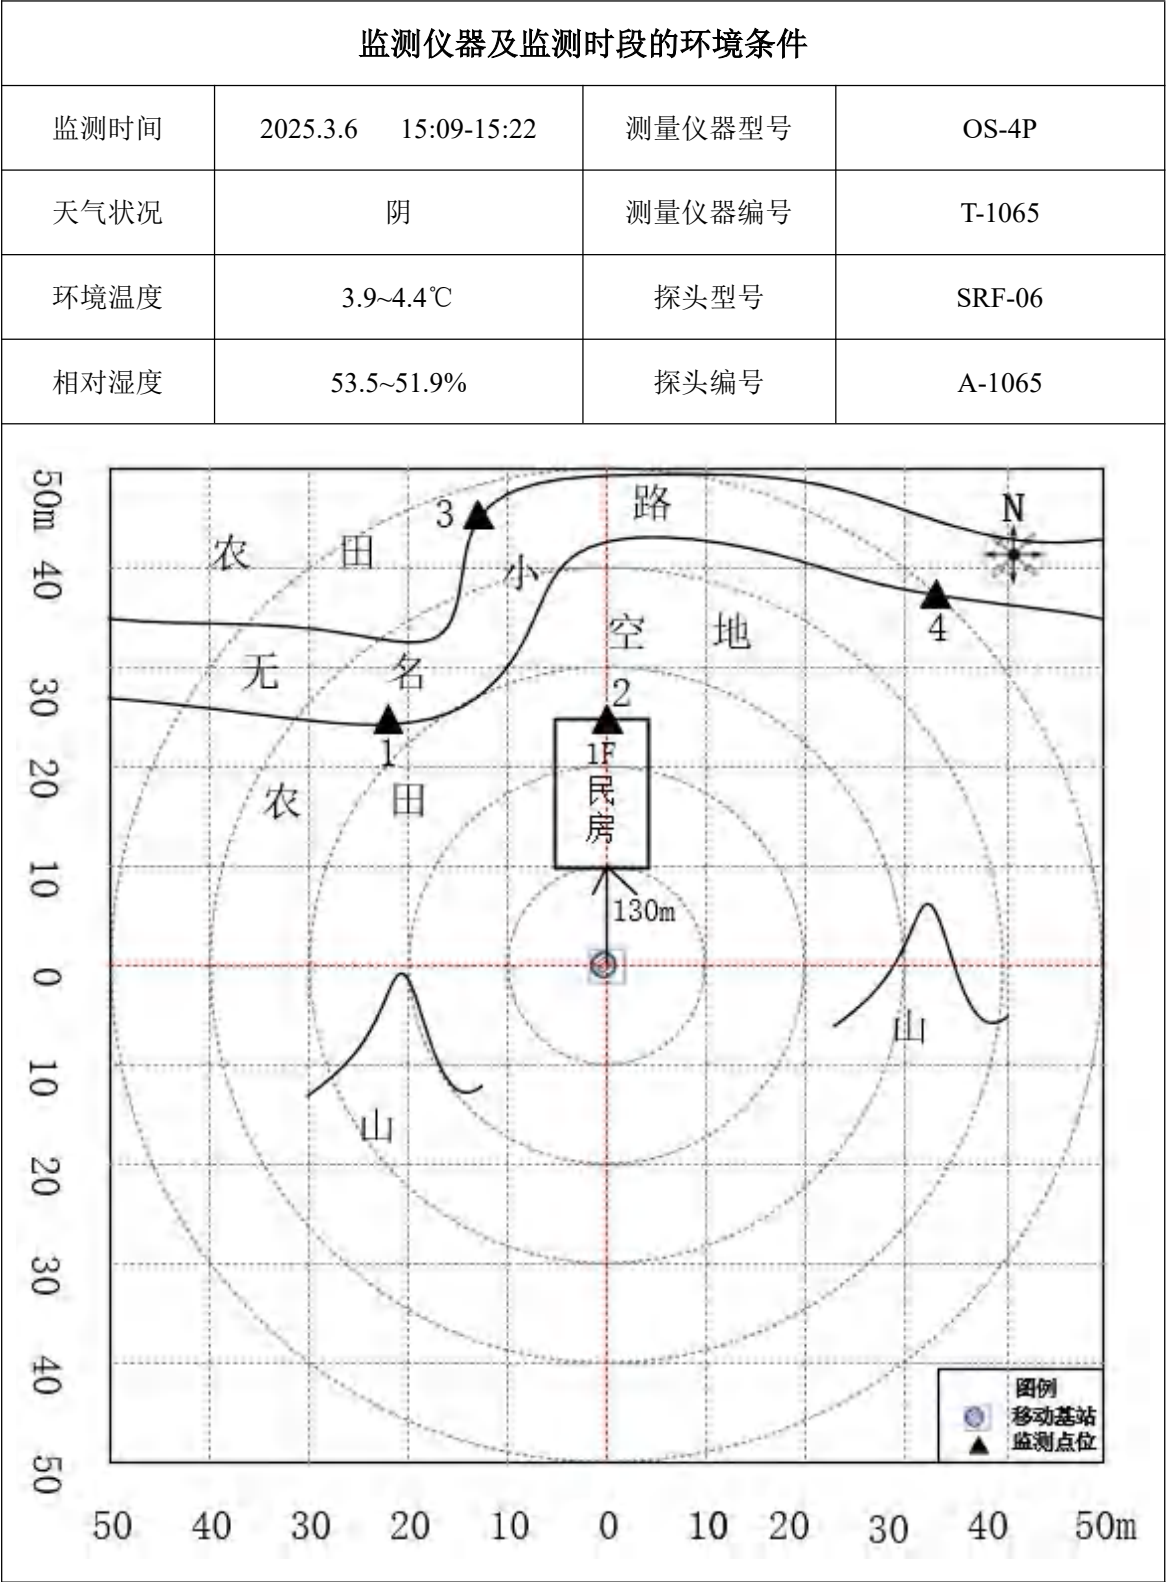 监测仪器及监测时段的环境条件
监测时间 2025.3.6 15:09-15:22 测量仪器型号 OS-4P
天气状况 阴 测量仪器编号 T-1065
环境温度 3.9~4.4℃ 探头型号 SRF-06
相对湿度 53.5~51.9% 探头编号 A-1065
50m
40
30
20
10
0
10
20
30
40
50
3
路
N
农 田
小
空 地
4
无 名
2
1
1F
民
房
农 田
130m
山
山
图例
移动基站
监测点位
50 40 30 20 10 0 10 20 30 40 50m